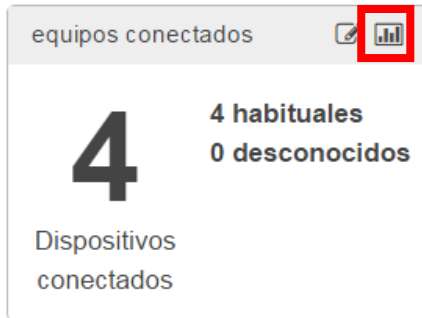 equipos conectados
4
Dispositivos
conectados
4 habituales
0 desconocidos